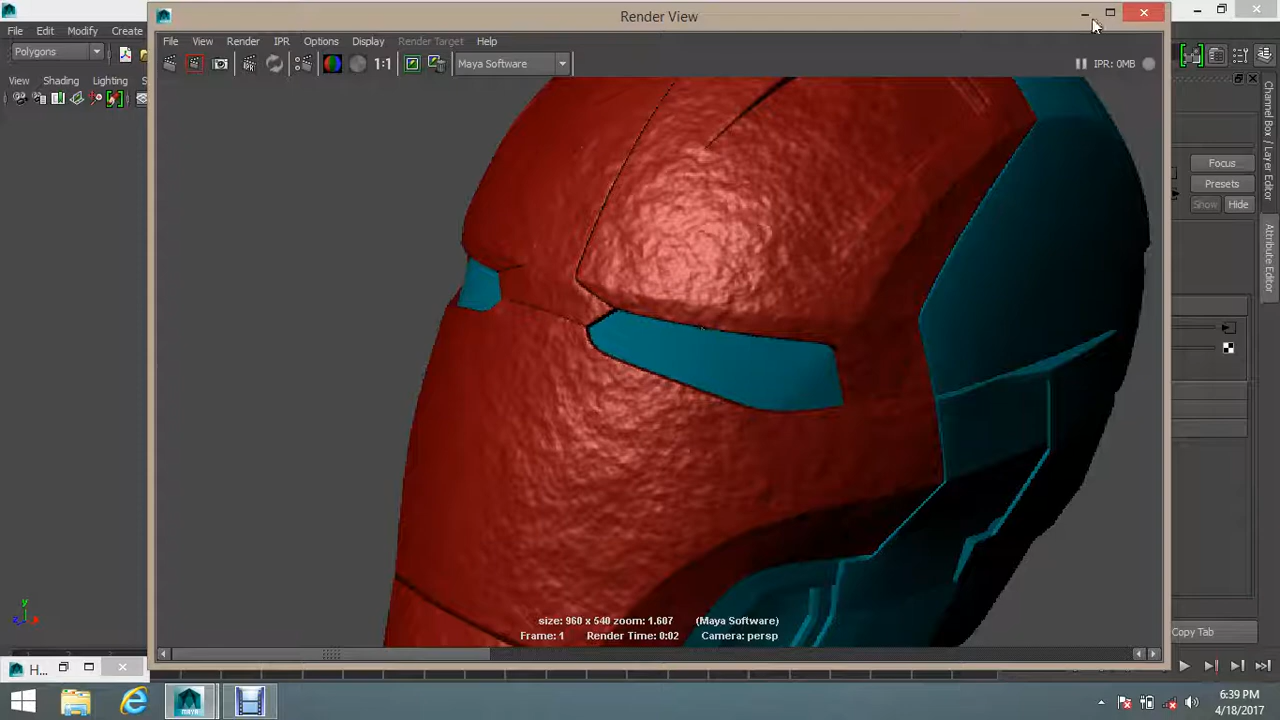 Render View
File Edit Modify Crea
File View Render IPR Options Display Render Target Help
Polygons
1:1 Maya Software IPR: 0MB
View Shading Lighting
Channel Box / Layer Editor
Attribute Editor
Focus
Presets
Show Hide
size: 960 x 540 zoom: 1.607 (Maya Software)
Frame: 1 Render Time: 0:02 Camera: persp
y
z x
Copy Tab
H...
MAYA
6:39 PM
4/18/2017